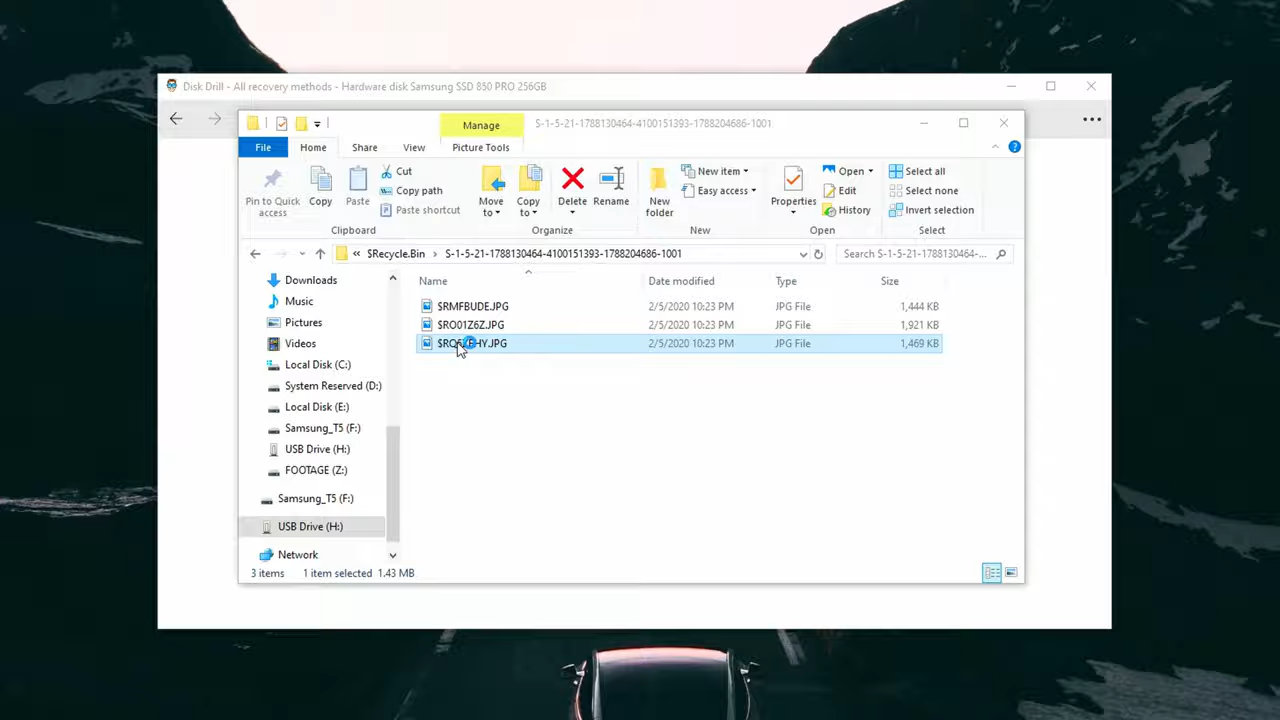 Disk Drill - All recovery methods - Hardware disk Samsung SSD 850 PRO 256GB
Manage
S-1-5-21-1788130464-4100151393-1788204686-1001
File
Home
Share
View
Picture Tools
Pin to Quick access
Copy
Paste
Cut
Copy path
Paste shortcut
Move to
Copy to
Delete
Rename
New folder
New item
Easy access
Properties
Open
Edit
History
Select all
Select none
Invert selection
Clipboard
Organize
New
Open
Select
« $Recycle.Bin › S-1-5-21-1788130464-4100151393-1788204686-1001
Search S-1-5-21-1788130464-...
Name
Date modified
Type
Size
$RMFBUDE.JPG 2/5/2020 10:23 PM JPG File 1,444 KB
$RO01Z6Z.JPG 2/5/2020 10:23 PM JPG File 1,921 KB
2/5/2020 10:23 PM JPG File 1,469 KB
Downloads
Music
Pictures
Videos
Local Disk (C:)
System Reserved (D:)
Local Disk (E:)
Samsung_T5 (F:)
USB Drive (H:)
FOOTAGE (Z:)
Samsung_T5 (F:)
USB Drive (H:)
Network
3 items 1 item selected 1.43 MB